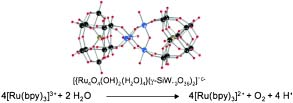 [{Ru₄O₄(OH)₂(H₂O)₄}(γ-SiW₁₀O₃₆)₂]¹⁰⁻
4[Ru(bpy)₃]³⁺+ 2 H₂O → 4[Ru(bpy)₃]²⁺ + O₂ + 4 H⁺